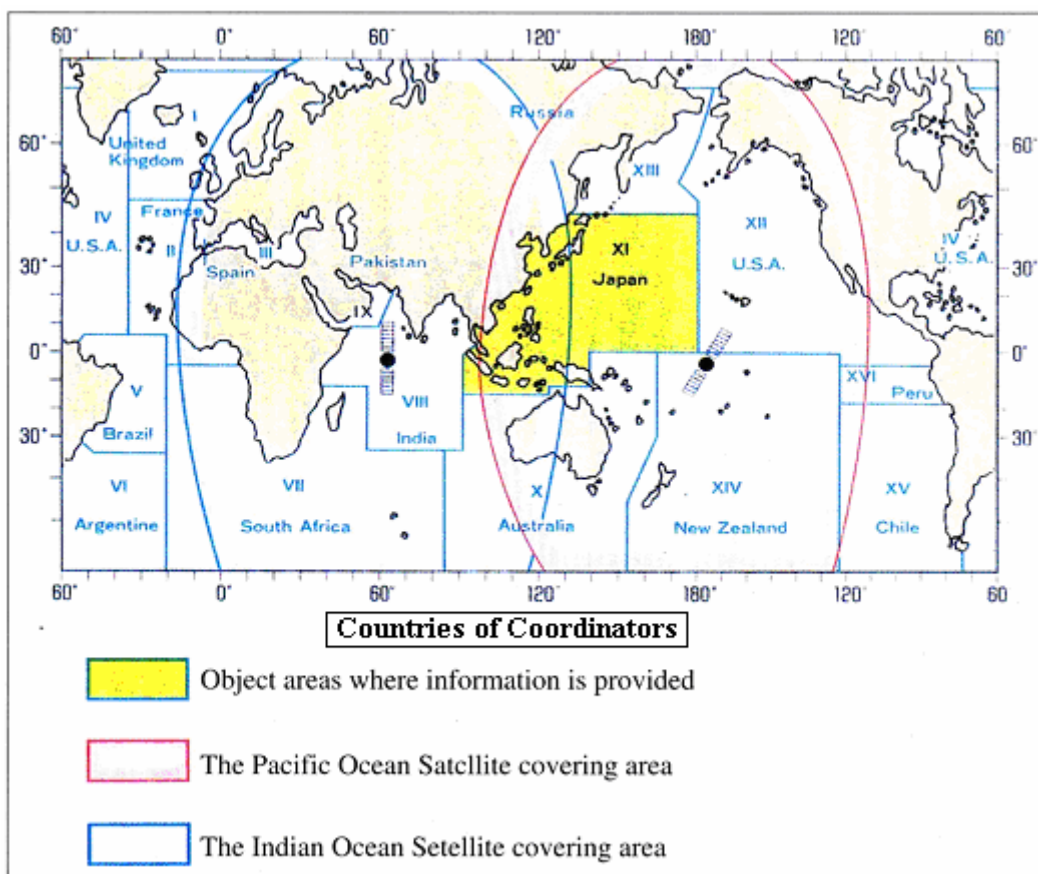 60° 0° 60° 120° 180° 120° 60°
Russia
I
United
Kingdom
60° 60°
XIII
France
IV
U.S.A.
II
III
Spain
Pakistan
XII
U.S.A.
IV
U.S.A.
XI
Japan
30° 30°
IX
0° 0°
XVI
Peru
V
Brazil
VIII
India
30° 30°
VI
Argentine
VII
South Africa
X
Australia
XIV
New Zealand
XV
Chile
60° 0° 60° 120° 180° 120° 60
Countries of Coordinators
Object areas where information is provided
The Pacific Ocean Satcllite covering area
The Indian Ocean Setellite covering area